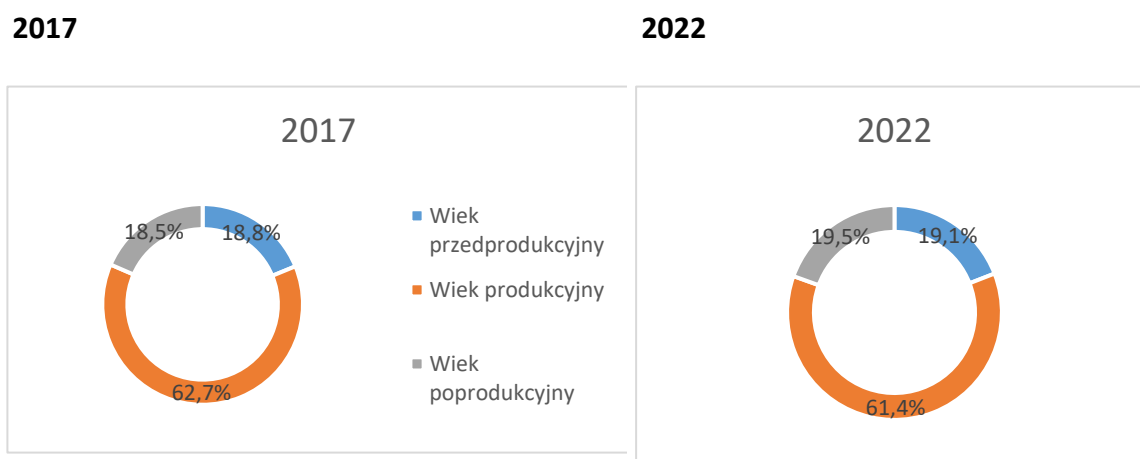 2017
2022
2017
18,5%
18,8%
62,7%
Wiek
przedprodukcyjny
Wiek produkcyjny
Wiek
poprodukcyjny
2022
19,5%
19,1%
61,4%